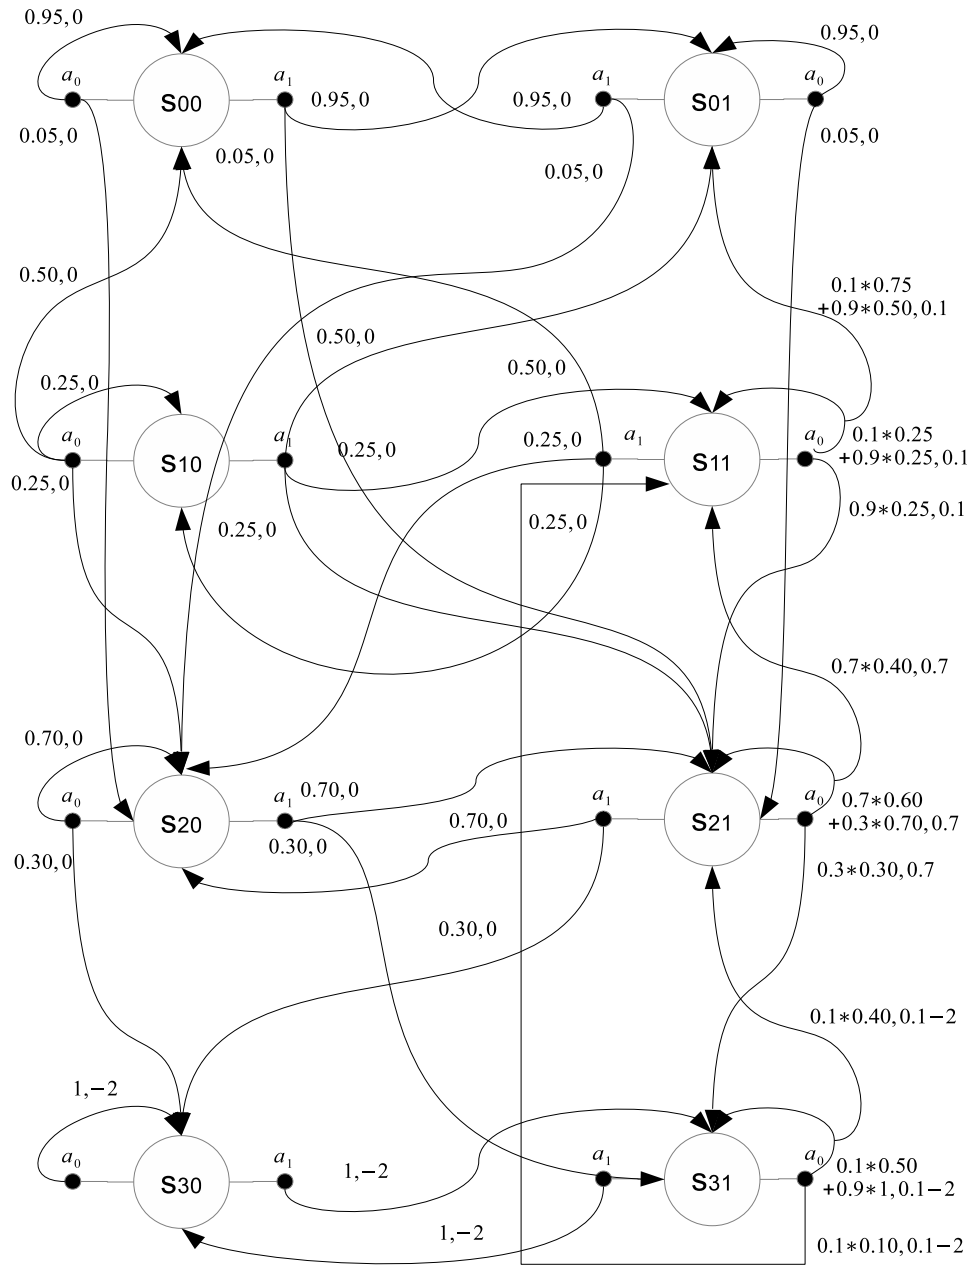 0.95,0
0.95,0
a₀
a₁
a₁
a₀
S00
0.95,0
0.95,0
S01
0.05,0
0.05,0
0.05,0
0.05,0
0.50,0
0.1∗0.75
+0.9∗0.50,0.1
0.50,0
0.50,0
0.25,0
a₀
a₁
a₁
a₀
0.1∗0.25
+0.9∗0.25,0.1
0.25,0
0.25,0
S10
S11
0.25,0
0.9∗0.25,0.1
0.25,0
0.25,0
0.7∗0.40,0.7
0.70,0
a₀
a₁
0.70,0
a₁
a₀
0.7∗0.60
+0.3∗0.70,0.7
S20
0.70,0
S21
0.30,0
0.30,0
0.3∗0.30,0.7
0.30,0
0.1∗0.40,0.1−2
1,−2
a₀
a₁
1,−2
a₁
a₀
0.1∗0.50
+0.9∗1,0.1−2
S30
S31
1,−2
0.1∗0.10,0.1−2